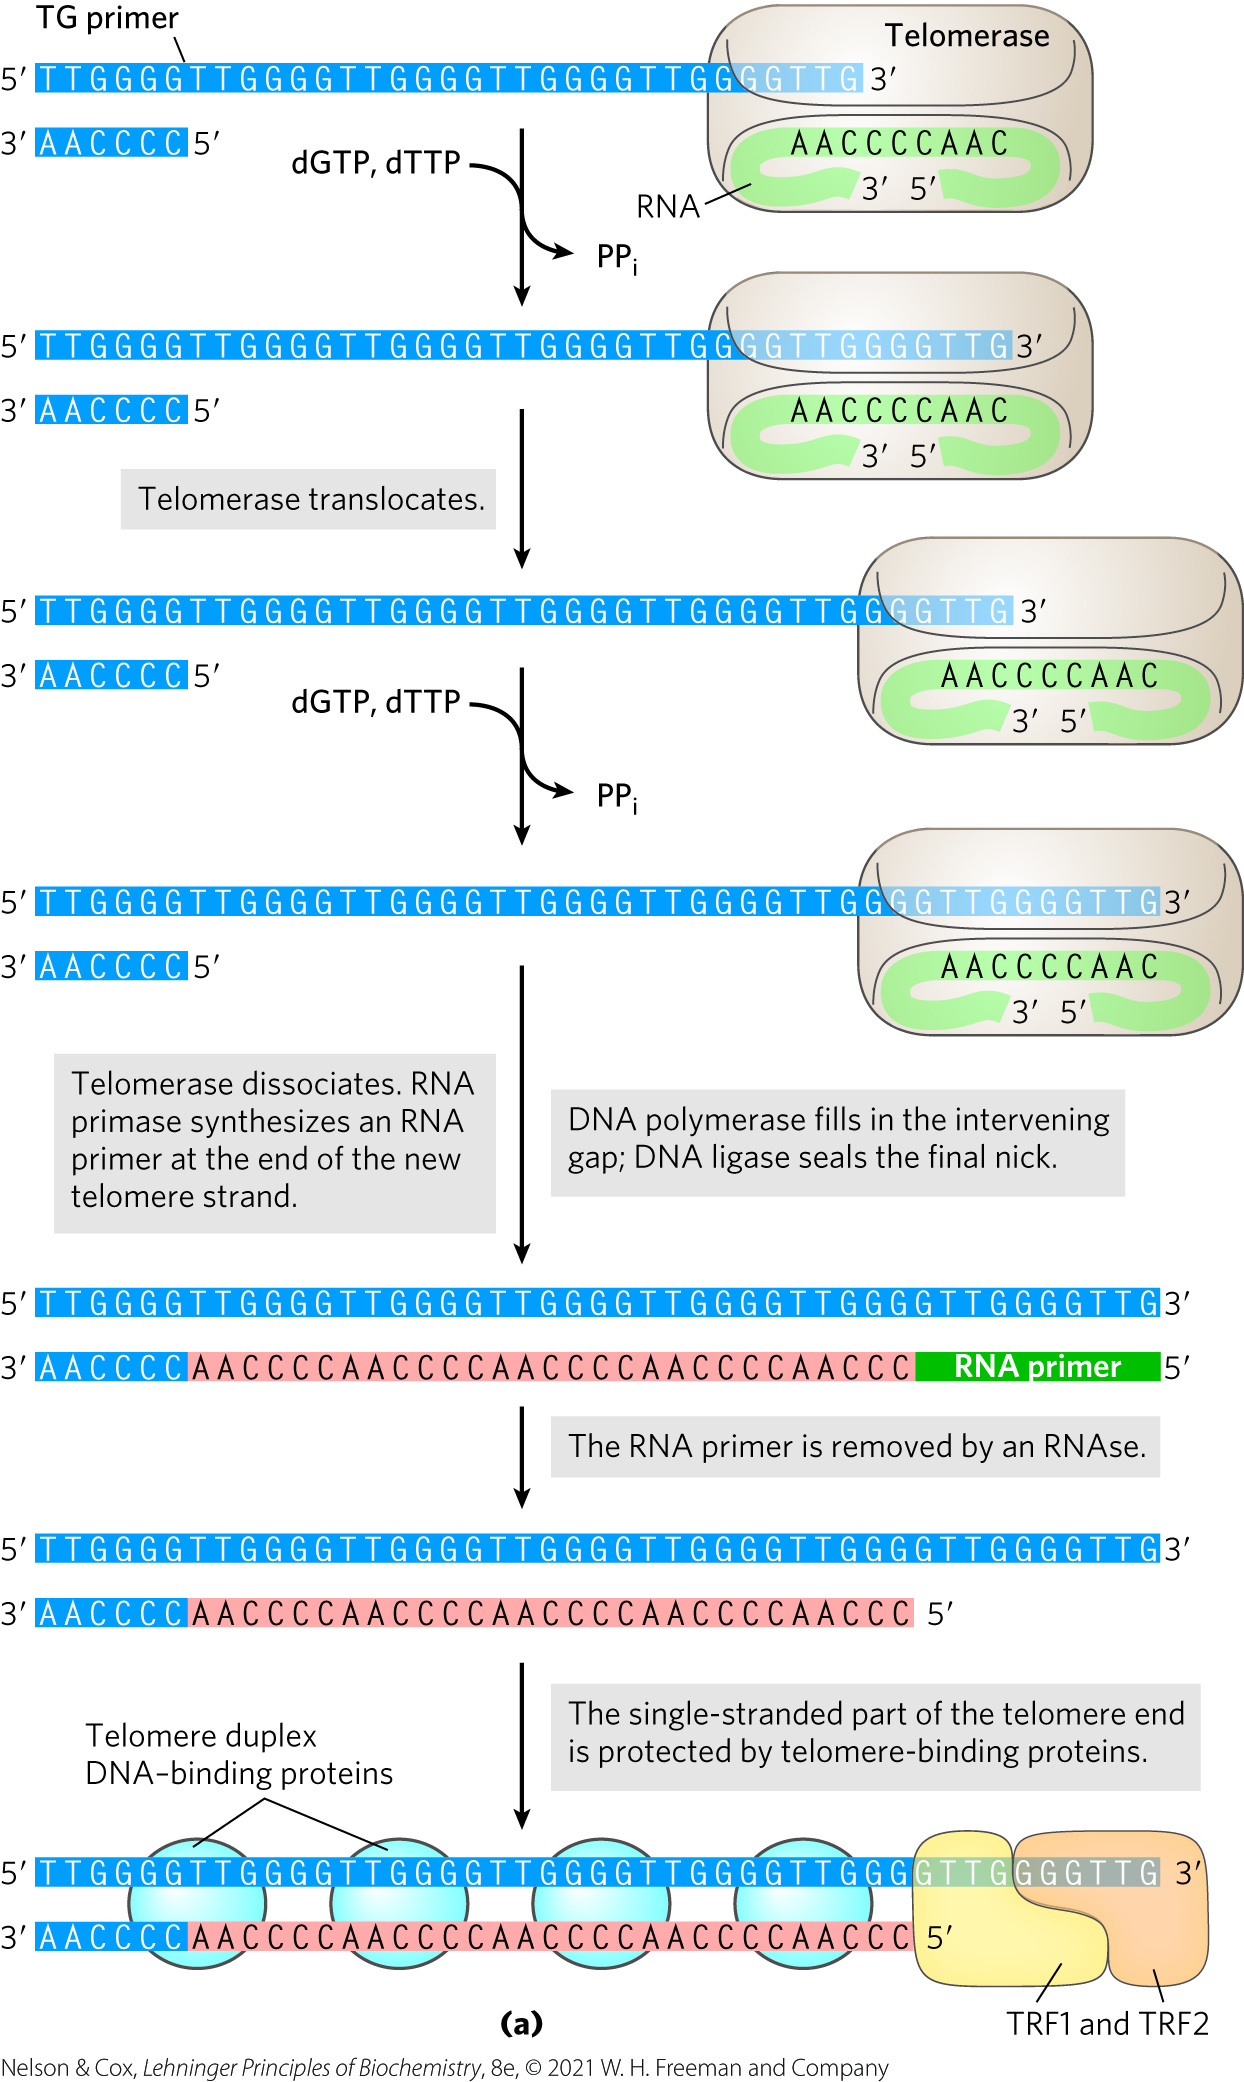 TG primer
Telomerase
5′ TTGGGGTTGGGGTTGGGGTTGGGGTTGGGGTTG 3′
3′ AACCCC 5′
AACCCCAAC
dGTP, dTTP
3′ 5′
RNA
PPi
5′ TTGGGGTTGGGGTTGGGGTTGGGGTTGGGGTTGGGGTTG 3′
3′ AACCCC 5′
AACCCCAAC
3′ 5′
Telomerase translocates.
5′ TTGGGGTTGGGGTTGGGGTTGGGGTTGGGGTTGGGGTTG 3′
3′ AACCCC 5′
AACCCCAAC
dGTP, dTTP
3′ 5′
PPi
5′ TTGGGGTTGGGGTTGGGGTTGGGGTTGGGGTTGGGGTTGGGGTTG 3′
3′ AACCCC 5′
AACCCCAAC
3′ 5′
Telomerase dissociates. RNA
primase synthesizes an RNA
primer at the end of the new
telomere strand.
DNA polymerase fills in the intervening
gap; DNA ligase seals the final nick.
5′ TTGGGGTTGGGGTTGGGGTTGGGGTTGGGGTTGGGGTTGGGGTTG 3′
3′ AACCCCAACCCCAACCCCAACCCCAACCCCAACCC RNA primer 5′
The RNA primer is removed by an RNAse.
5′ TTGGGGTTGGGGTTGGGGTTGGGGTTGGGGTTGGGGTTGGGGTTG 3′
3′ AACCCCAACCCCAACCCCAACCCCAACCCCAACCC 5′
The single-stranded part of the telomere end
is protected by telomere-binding proteins.
Telomere duplex
DNA–binding proteins
5′ TTGGGGTTGGGGTTGGGGTTGGGGTTGGGGTTGGGGTTGGGGTTG 3′
3′ AACCCCAACCCCAACCCCAACCCCAACCCCAACCC 5′
TRF1 and TRF2
(a)
Nelson & Cox, Lehninger Principles of Biochemistry, 8e, © 2021 W. H. Freeman and Company